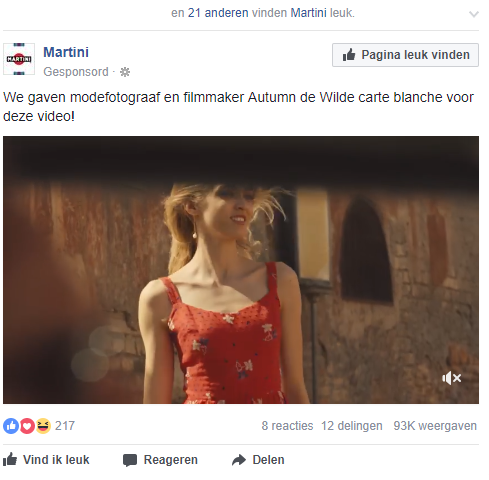 en 21 anderen vinden Martini leuk.
MARTINI
Martini
Gesponsord ·
Pagina leuk vinden
We gaven modefotograaf en filmmaker Autumn de Wilde carte blanche voor
deze video!
217
8 reacties 12 delingen 93K weergaven
Vind ik leuk Reageren Delen